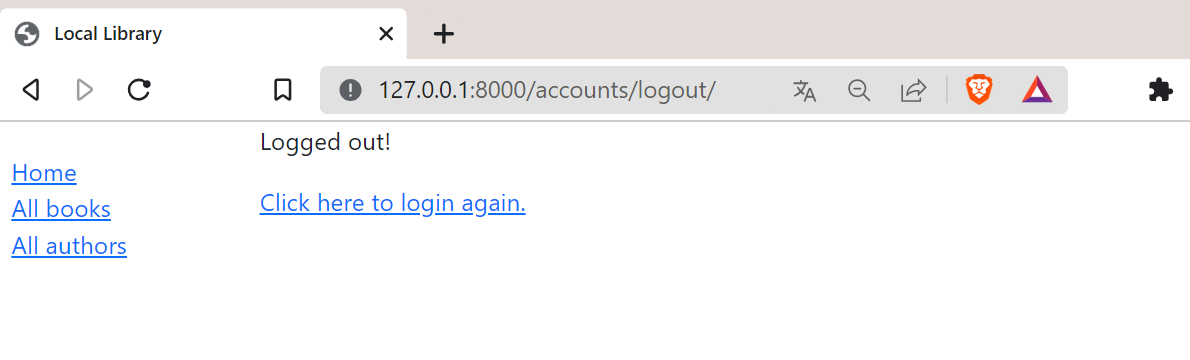 Local Library
127.0.0.1:8000/accounts/logout/
Logged out!
Home
Click here to login again.
All books
All authors